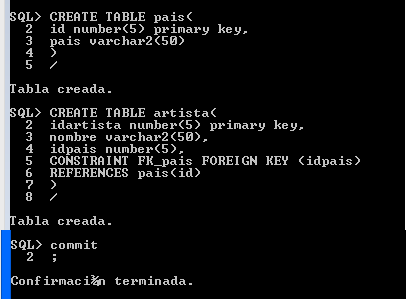 SQL> CREATE TABLE pais(
2 id number(5) primary key,
3 pais varchar2(50)
4 )
5 /
Tabla creada.
SQL> CREATE TABLE artista(
2 idartista number(5) primary key,
3 nombre varchar2(50),
4 idpais number(5),
5 CONSTRAINT FK_pais FOREIGN KEY (idpais)
6 REFERENCES pais(id)
7 )
8 /
Tabla creada.
SQL> commit
2 ;
Confirmaci¾n terminada.